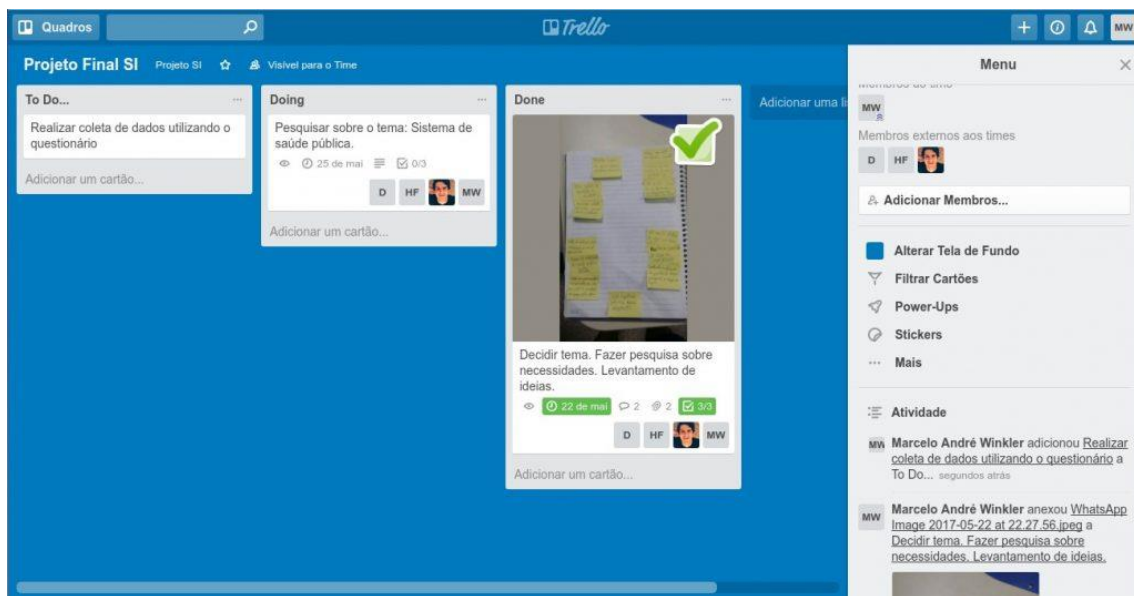 Quadros
Trello
MW
Projeto Final SI
Projeto SI
Visível para o Time
To Do...
Realizar coleta de dados utilizando o
questionário
Adicionar um cartão...
Doing
Pesquisar sobre o tema: Sistema de
saúde pública.
25 de mai
0/3
D
HF
MW
Adicionar um cartão...
Done
Decidir tema. Fazer pesquisa sobre
necessidades. Levantamento de
ideias.
22 de mai
2
2
3/3
D
HF
MW
Adicionar um cartão...
Adicionar uma li
Menu
Membros do time
MW
Membros externos aos times
D
HF
Adicionar Membros...
Alterar Tela de Fundo
Filtrar Cartões
Power-Ups
Stickers
Mais
Atividade
MW
Marcelo André Winkler adicionou Realizar
coleta de dados utilizando o questionário a
To Do... segundos atrás
MW
Marcelo André Winkler anexou WhatsApp
Image 2017-05-22 at 22.27.56.jpeg a
Decidir tema. Fazer pesquisa sobre
necessidades. Levantamento de ideias.